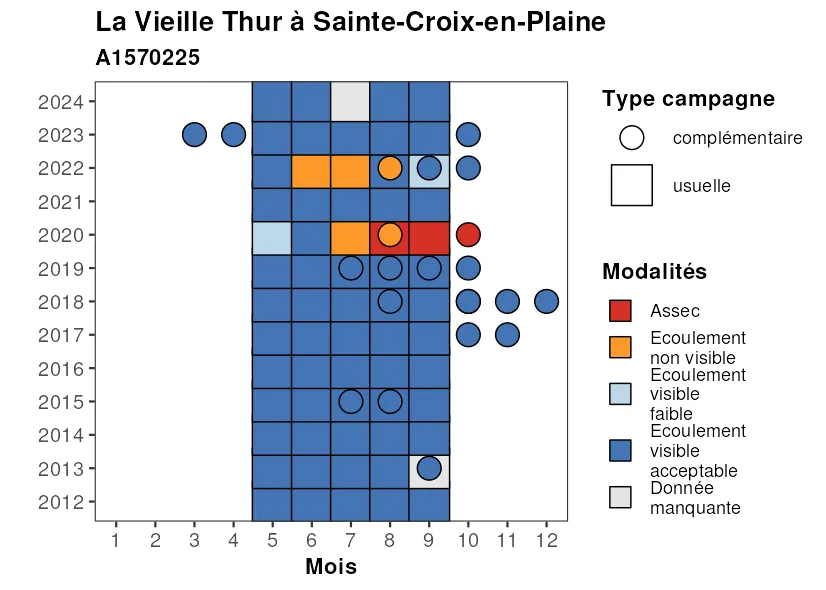 La Vieille Thur à Sainte-Croix-en-Plaine
A1570225
2024
2023
2022
2021
2020
2019
2018
2017
2016
2015
2014
2013
2012
1 2 3 4 5 6 7 8 9 10 11 12
Mois
Type campagne
complémentaire
usuelle
Modalités
Assec
Ecoulement
non visible
Ecoulement
visible
faible
Ecoulement
visible
acceptable
Donnée
manquante